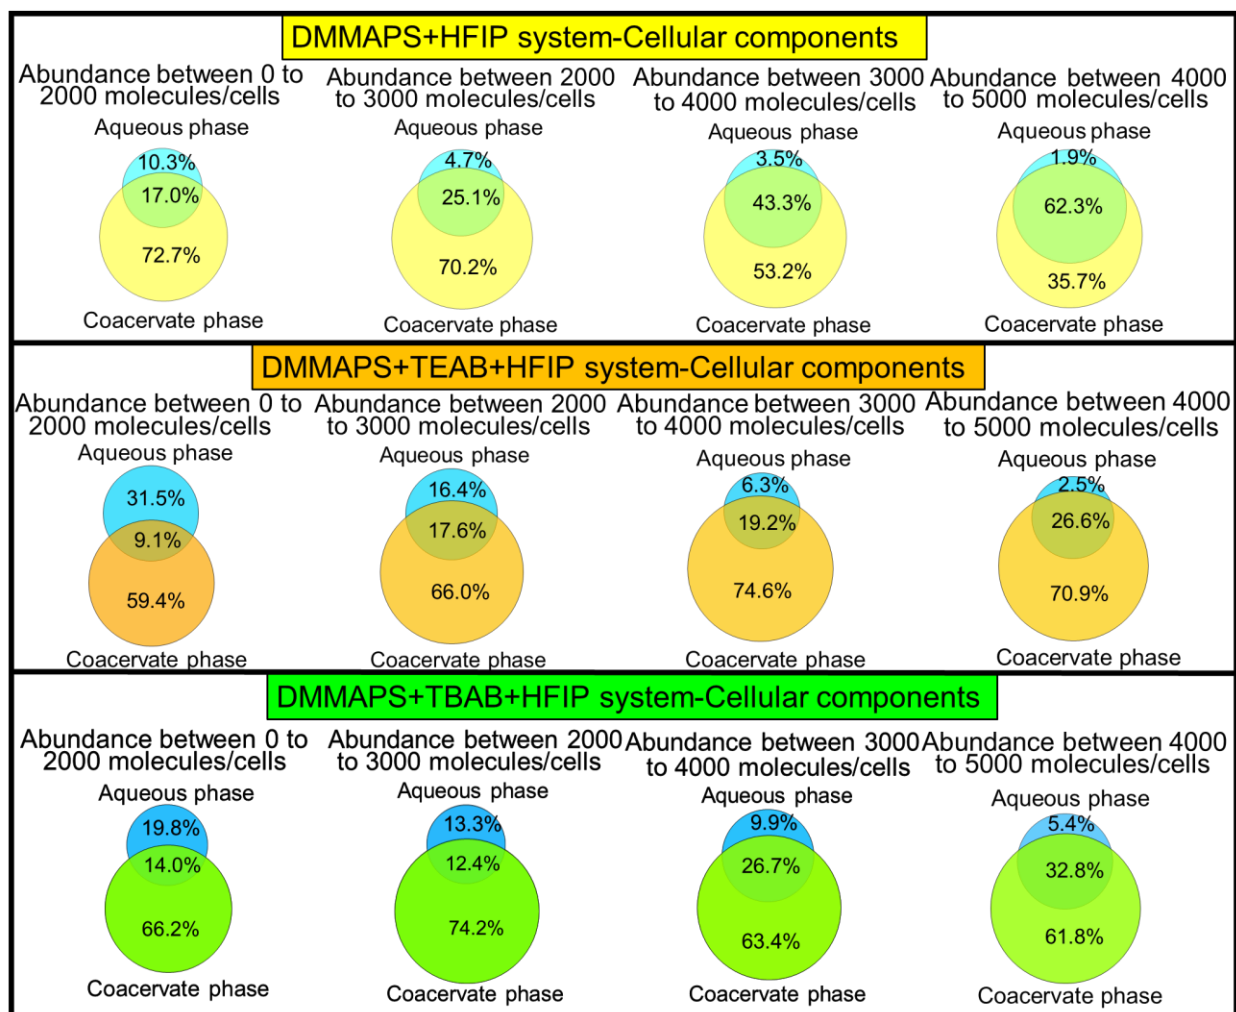 DMMAPS+HFIP system-Cellular components
Abundance between 0 to
2000 molecules/cells
Aqueous phase
10.3%
17.0%
72.7%
Coacervate phase
Abundance between 2000
to 3000 molecules/cells
Aqueous phase
4.7%
25.1%
70.2%
Coacervate phase
Abundance between 3000
to 4000 molecules/cells
Aqueous phase
3.5%
43.3%
53.2%
Coacervate phase
Abundance between 4000
to 5000 molecules/cells
Aqueous phase
1.9%
62.3%
35.7%
Coacervate phase
DMMAPS+TEAB+HFIP system-Cellular components
Abundance between 0 to
2000 molecules/cells
Aqueous phase
31.5%
9.1%
59.4%
Coacervate phase
Abundance between 2000
to 3000 molecules/cells
Aqueous phase
16.4%
17.6%
66.0%
Coacervate phase
Abundance between 3000
to 4000 molecules/cells
Aqueous phase
6.3%
19.2%
74.6%
Coacervate phase
Abundance between 4000
to 5000 molecules/cells
Aqueous phase
2.5%
26.6%
70.9%
Coacervate phase
DMMAPS+TBAB+HFIP system-Cellular components
Abundance between 0 to
2000 molecules/cells
Aqueous phase
19.8%
14.0%
66.2%
Coacervate phase
Abundance between 2000
to 3000 molecules/cells
Aqueous phase
13.3%
12.4%
74.2%
Coacervate phase
Abundance between 3000
to 4000 molecules/cells
Aqueous phase
9.9%
26.7%
63.4%
Coacervate phase
Abundance between 4000
to 5000 molecules/cells
Aqueous phase
5.4%
32.8%
61.8%
Coacervate phase